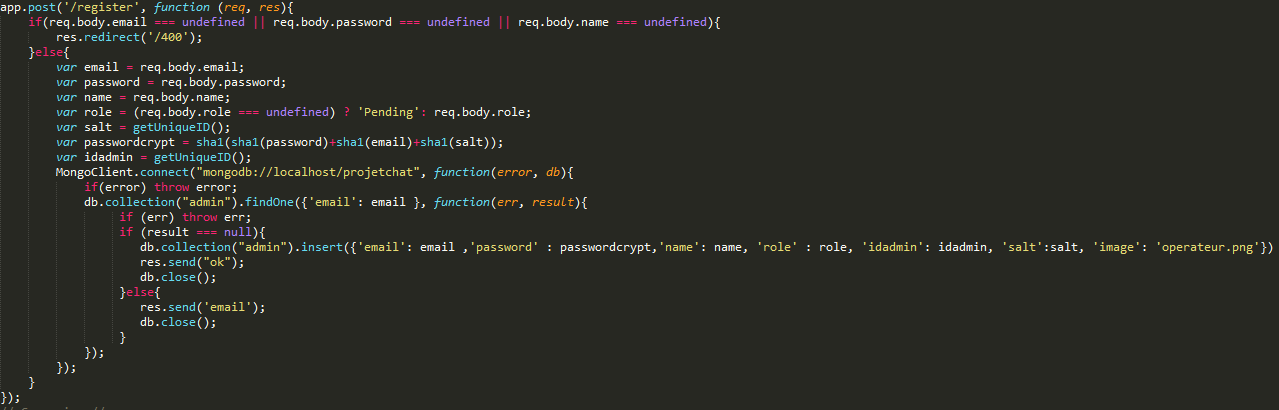 app.post('/register', function (req, res){
    if(req.body.email === undefined || req.body.password === undefined || req.body.name === undefined){
        res.redirect('/400');
    }else{
        var email = req.body.email;
        var password = req.body.password;
        var name = req.body.name;
        var role = (req.body.role === undefined) ? 'Pending': req.body.role;
        var salt = getUniqueID();
        var passwordcrypt = sha1(sha1(password)+sha1(email)+sha1(salt));
        var idadmin = getUniqueID();
        MongoClient.connect("mongodb://localhost/projetchat", function(error, db){
            if(error) throw error;
            db.collection("admin").findOne({'email': email }, function(err, result){
                 if (err) throw err;
                 if (result === null){
                    db.collection("admin").insert({'email': email ,'password' : passwordcrypt,'name': name, 'role' : role, 'idadmin': idadmin, 'salt':salt, 'image': 'operateur.png'})
                    res.send("ok");
                    db.close();
                 }else{
                    res.send('email');
                    db.close();
                 }
            });
        });
    }
});